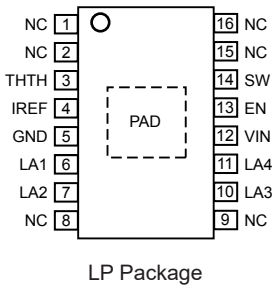 NC 1 16 NC
NC 2 15 NC
THTH 3 14 SW
IREF 4 13 EN
PAD
GND 5 12 VIN
LA1 6 11 LA4
LA2 7 10 LA3
NC 8 9 NC
LP Package